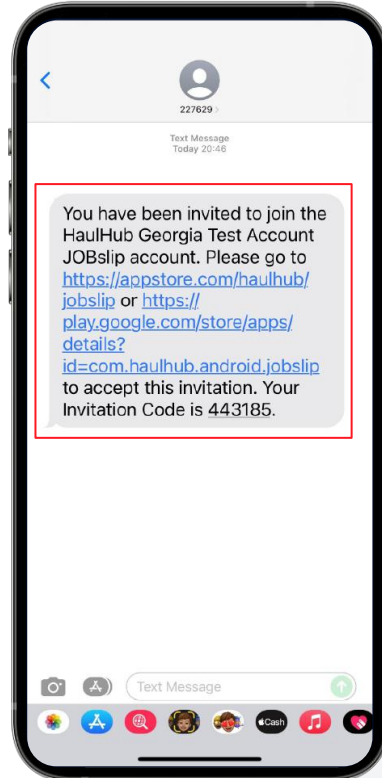 227629 >
Text Message
Today 20:46
You have been invited to join the
HaulHub Georgia Test Account
JOBslip account. Please go to
https://appstore.com/haulhub/
jobslip or https://
play.google.com/store/apps/
details?
id=com.haulhub.android.jobslip
to accept this invitation. Your
Invitation Code is 443185.
Text Message
Cash